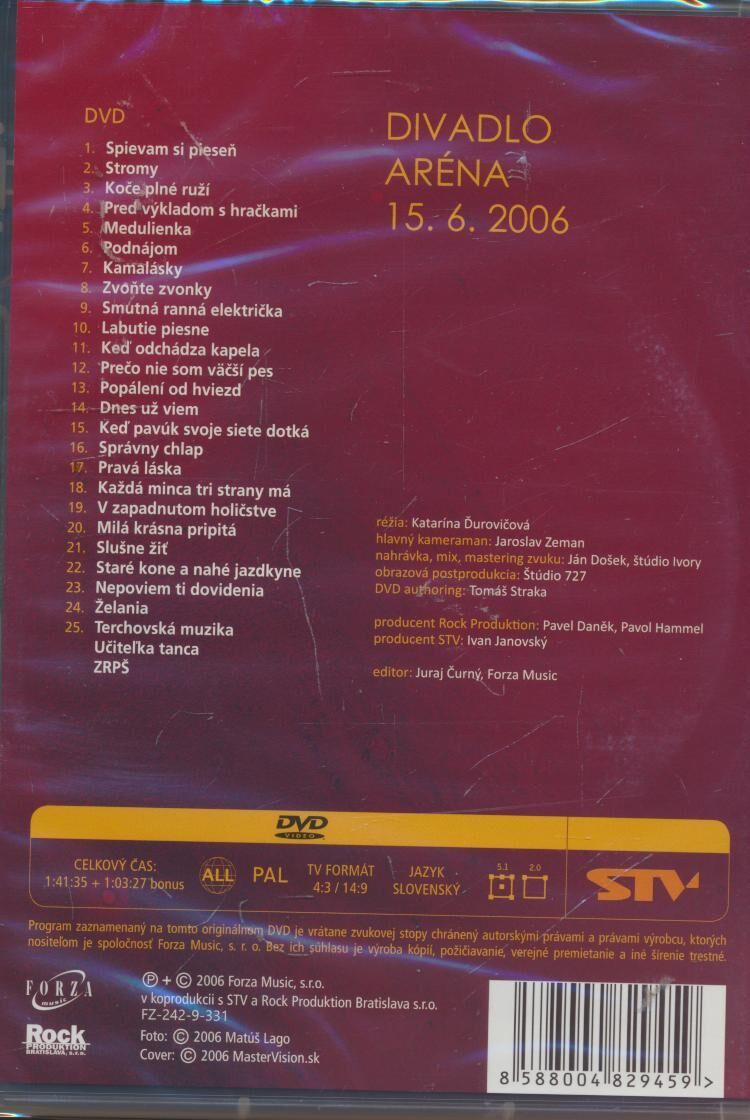 DVD
1. Spievam si pieseň
2. Stromy
3. Koče plné ruží
4. Pred výkladom s hračkami
5. Medulienka
6. Podnájom
7. Kamalásky
8. Zvoňte zvonky
9. Smutná ranná električka
10. Labutie piesne
11. Keď odchádza kapela
12. Prečo nie som väčší pes
13. Popálení od hviezd
14. Dnes už viem
15. Keď pavúk svoje siete dotká
16. Správny chlap
17. Pravá láska
18. Každá minca tri strany má
19. V zapadnutom holičstve
20. Milá krásna pripitá
21. Slušne žiť
22. Staré kone a nahé jazdkyne
23. Nepoviem ti dovidenia
24. Želania
25. Terchovská muzika
Učiteľka tanca
ZRPŠ
DIVADLO
ARÉNA
15. 6. 2006
réžia: Katarína Ďurovičová
hlavný kameraman: Jaroslav Zeman
nahrávka, mix, mastering zvuku: Ján Došek, štúdio Ivory
obrazová postprodukcia: Štúdio 727
DVD authoring: Tomáš Straka
producent Rock Produktion: Pavel Daněk, Pavol Hammel
producent STV: Ivan Janovský
editor: Juraj Čurný, Forza Music
DVD
VIDEO
CELKOVÝ ČAS:
1:41:35 + 1:03:27 bonus
ALL
PAL
TV FORMÁT
4:3 / 14:9
JAZYK
SLOVENSKÝ
5.1
2.0
STV
Program zaznamenaný na tomto originálnom DVD je vrátane zvukovej stopy chránený autorskými právami a právami výrobcu, ktorých
nositeľom je spoločnosť Forza Music, s. r. o. Bez ich súhlasu je výroba kópií, požičiavanie, verejné premietanie a iné šírenie trestné.
FORZA
music
Rock
PRODUKTION
BRATISLAVA, s.r.o.
Ⓟ + © 2006 Forza Music, s.r.o.
v koprodukcii s STV a Rock Produktion Bratislava s.r.o.
FZ-242-9-331
Foto: © 2006 Matúš Lago
Cover: © 2006 MasterVision.sk
8 588004 829459 >